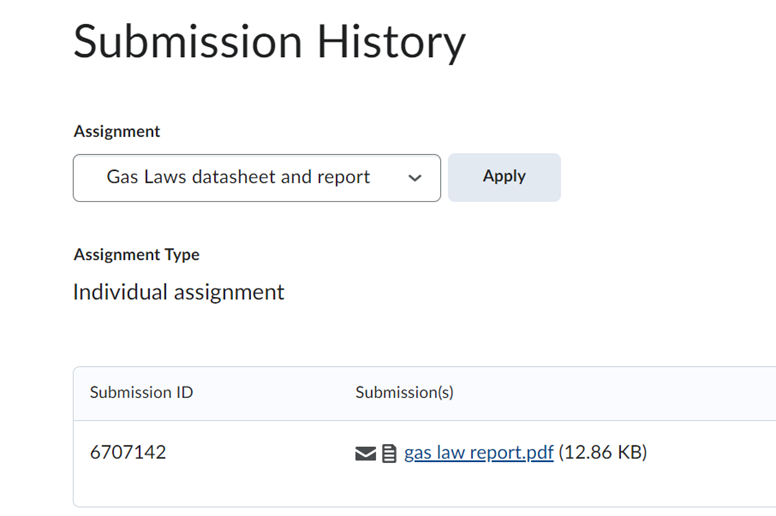 Submission History
Assignment
Gas Laws datasheet and report
Apply
Assignment Type
Individual assignment
Submission ID Submission(s)
6707142 gas law report.pdf (12.86 KB)